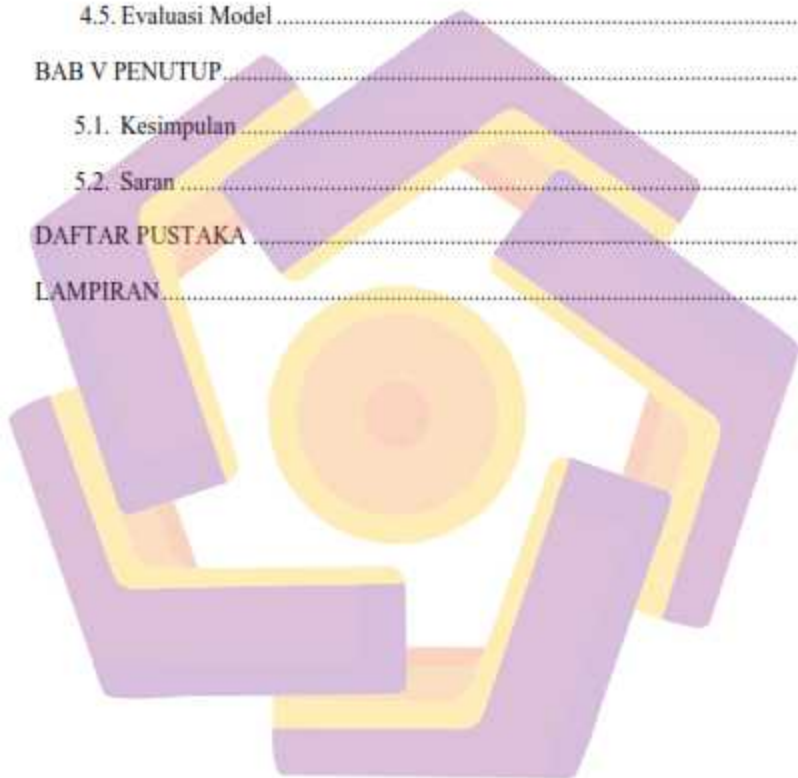 4.5. Evaluasi Model ........................................................................................
BAB V PENUTUP ........................................................................................
5.1. Kesimpulan ........................................................................................
5.2. Saran ........................................................................................
DAFTAR PUSTAKA ........................................................................................
LAMPIRAN ........................................................................................